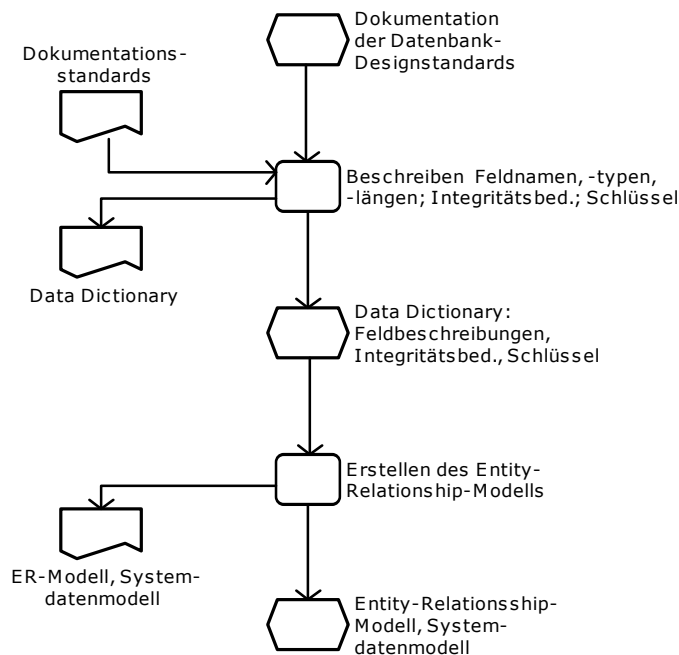 Dokumentation
der Datenbank-
Designstandards
Dokumentations-
standards
Beschreiben Feldnamen, -typen,
-längen; Integritätsbed.; Schlüssel
Data Dictionary
Data Dictionary:
Feldbeschreibungen,
Integritätsbed., Schlüssel
Erstellen des Entity-
Relationship-Modells
ER-Modell, System-
datenmodell
Entity-Relationsship-
Modell, System-
datenmodell